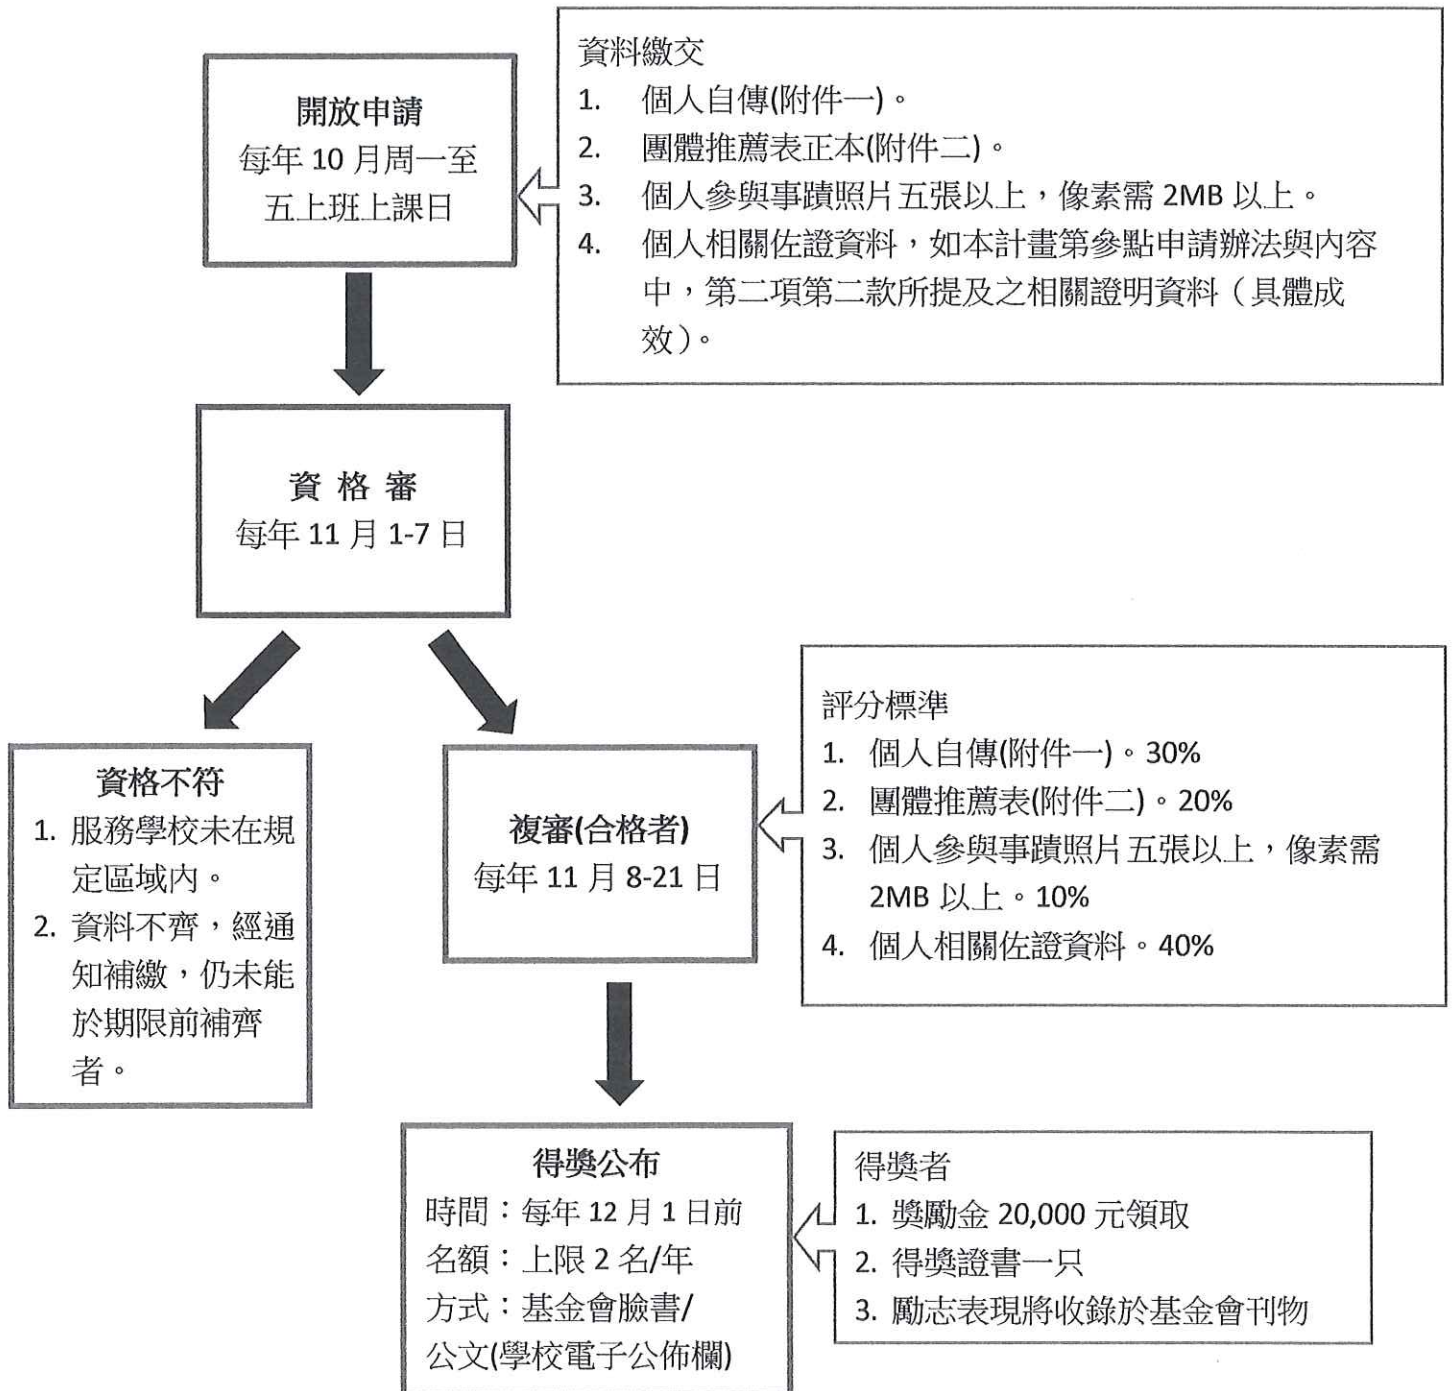 開放申請
每年 10 月周一至
五上班上課日
資料繳交
1. 個人自傳(附件一)。
2. 團體推薦表正本(附件二)。
3. 個人參與事蹟照片五張以上，像素需 2MB 以上。
4. 個人相關佐證資料，如本計畫第參點申請辦法與內容
中，第二項第二款所提及之相關證明資料（具體成
效）。
資 格 審
每年 11 月 1-7 日
資格不符
1. 服務學校未在規
定區域內。
2. 資料不齊，經通
知補繳，仍未能
於期限前補齊
者。
複審(合格者)
每年 11 月 8-21 日
評分標準
1. 個人自傳(附件一)。30%
2. 團體推薦表(附件二)。20%
3. 個人參與事蹟照片五張以上，像素需
2MB 以上。10%
4. 個人相關佐證資料。40%
得獎公布
時間：每年 12 月 1 日前
名額：上限 2 名/年
方式：基金會臉書/
公文(學校電子公佈欄)
得獎者
1. 獎勵金 20,000 元領取
2. 得獎證書一只
3. 勵志表現將收錄於基金會刊物